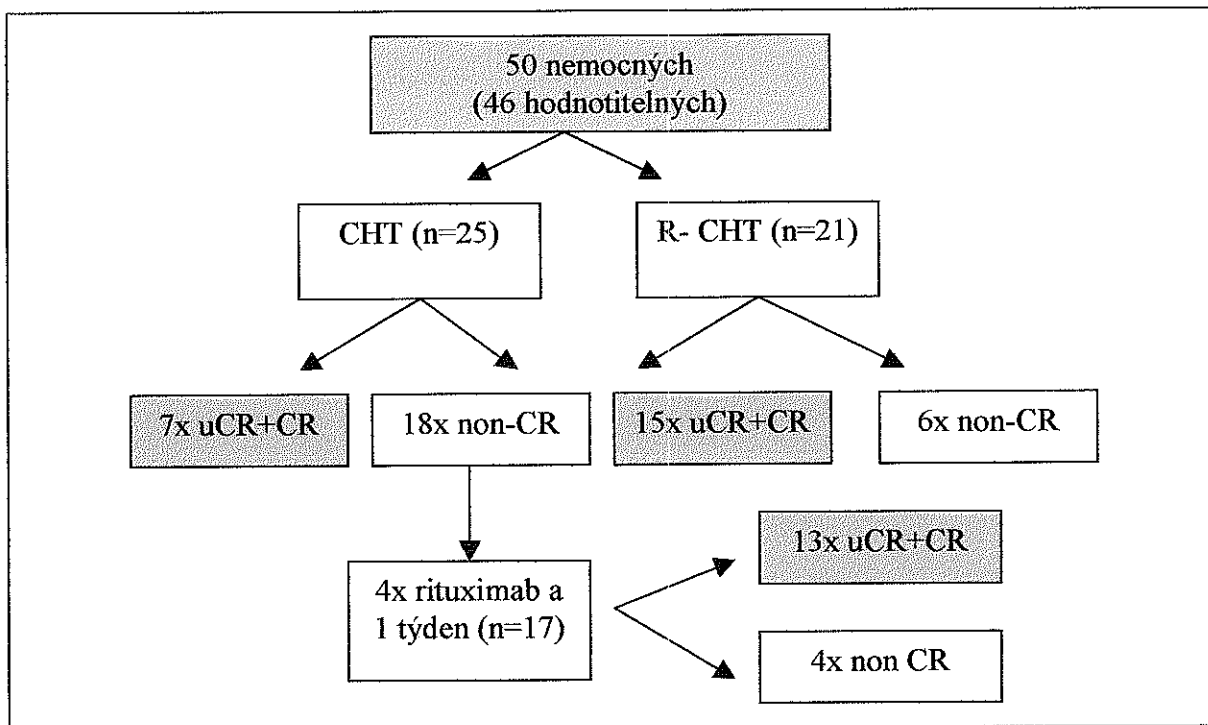 50 nemocných
(46 hodnotitelných)
CHT (n=25)
R- CHT (n=21)
7x uCR+CR
18x non-CR
15x uCR+CR
6x non-CR
13x uCR+CR
4x rituximab a
1 týden (n=17)
4x non CR